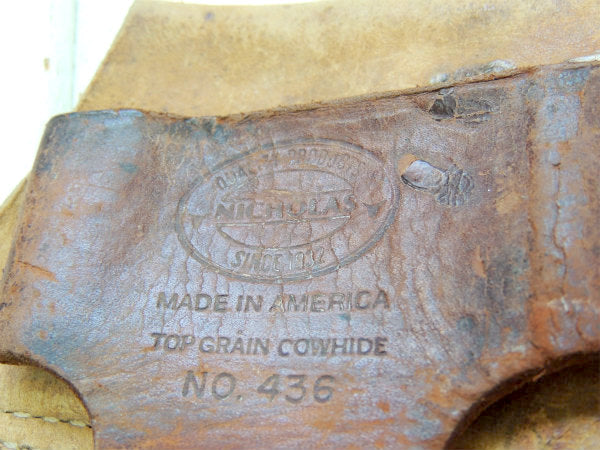 QUALITY PRODUCTS
NICHOLAS
SINCE
MADE IN AMERICA
TOP GRAIN COWHIDE
NO. 436